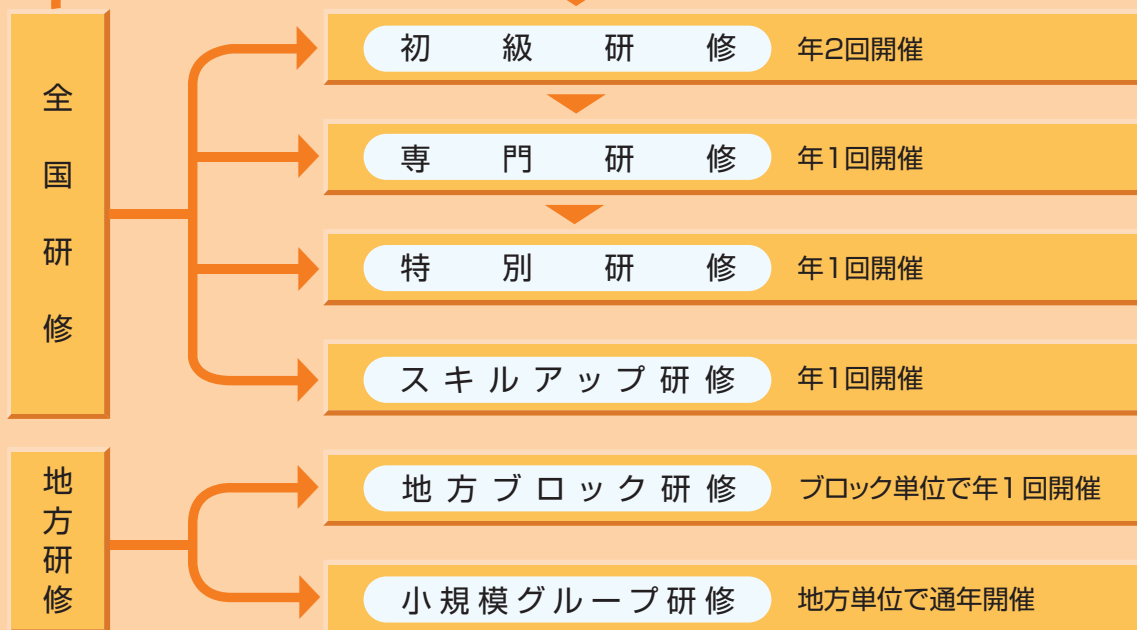 全国研修
初級研修 年2回開催
専門研修 年1回開催
特別研修 年1回開催
スキルアップ研修 年1回開催
地方研修
地方ブロック研修 ブロック単位で年1回開催
小規模グループ研修 地方単位で通年開催